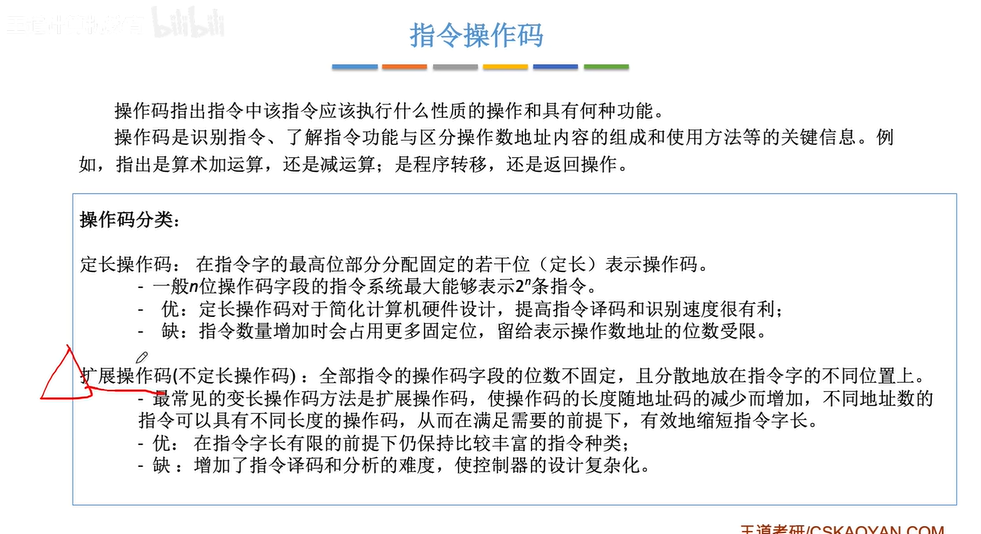 bilibili
指令操作码
操作码指出指令中该指令应该执行什么性质的操作和具有何种功能。
操作码是识别指令、了解指令功能与区分操作数地址内容的组成和使用方法等的关键信息。例
如，指出是算术加运算，还是减运算；是程序转移，还是返回操作。
操作码分类：
定长操作码： 在指令字的最高位部分分配固定的若干位（定长）表示操作码。
- 一般n位操作码字段的指令系统最大能够表示2ⁿ条指令。
- 优：定长操作码对于简化计算机硬件设计，提高指令译码和识别速度很有利；
- 缺：指令数量增加时会占用更多固定位，留给表示操作数地址的位数受限。
扩展操作码(不定长操作码)：全部指令的操作码字段的位数不固定，且分散地放在指令字的不同位置上。
- 最常见的变长操作码方法是扩展操作码，使操作码的长度随地址码的减少而增加，不同地址数的
指令可以具有不同长度的操作码，从而在满足需要的前提下，有效地缩短指令字长。
- 优： 在指令字长有限的前提下仍保持比较丰富的指令种类；
- 缺 ：增加了指令译码和分析的难度，使控制器的设计复杂化。
王道考研/CSKAOYAN.COM